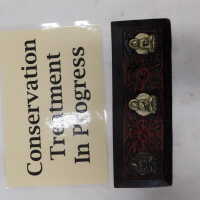 Conservation
Treatment
In Progress